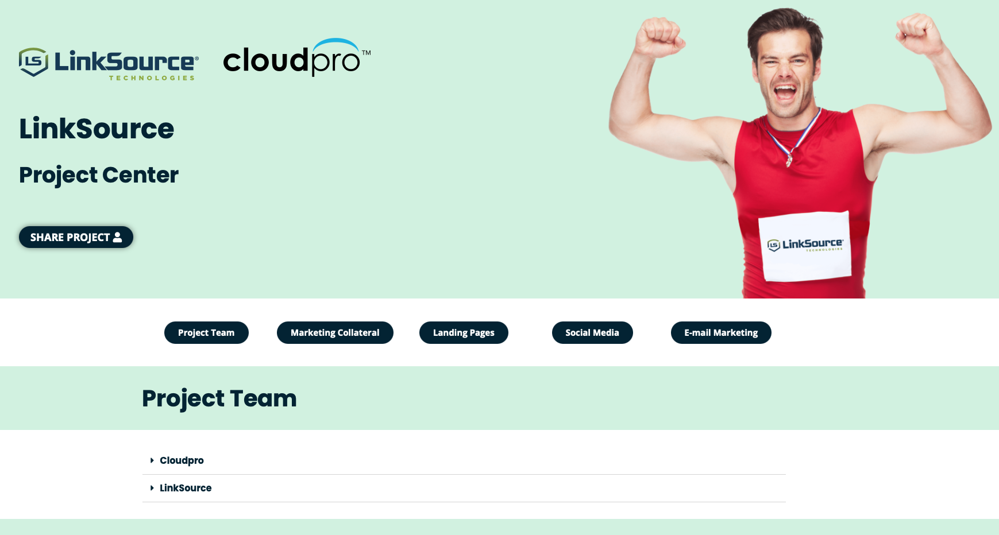 LS LinkSource®
TECHNOLOGIES
cloudpro™
LinkSource
Project Center
SHARE PROJECT
LS LinkSource®
TECHNOLOGIES
Project Team
Marketing Collateral
Landing Pages
Social Media
E-mail Marketing
Project Team
Cloudpro
LinkSource